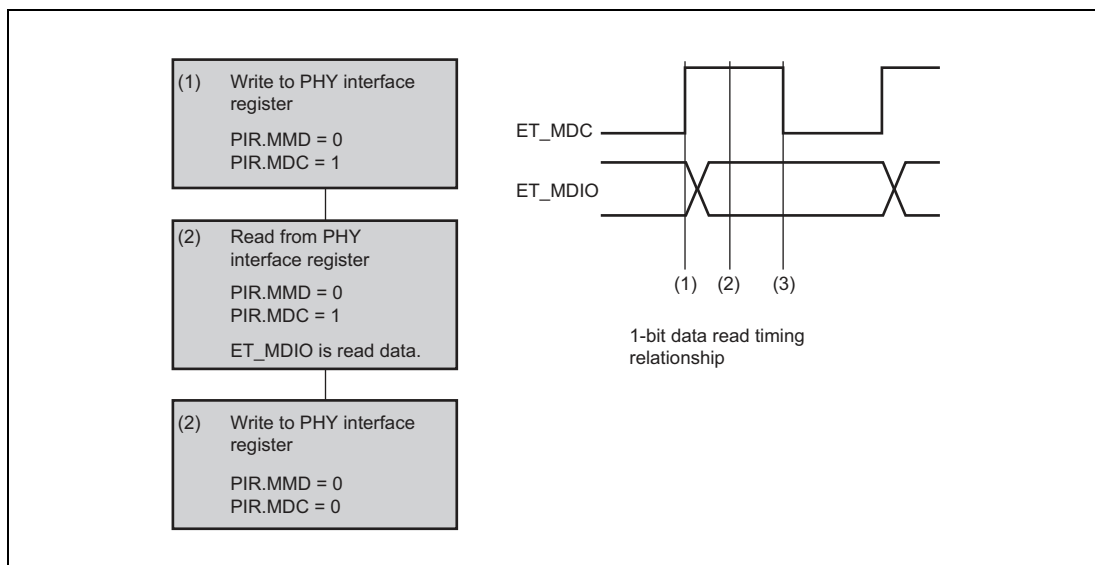 (1) Write to PHY interface
register
PIR.MMD = 0
PIR.MDC = 1
(2) Read from PHY
interface register
PIR.MMD = 0
PIR.MDC = 1
ET_MDIO is read data.
(2) Write to PHY interface
register
PIR.MMD = 0
PIR.MDC = 0
ET_MDC
ET_MDIO
(1) (2) (3)
1-bit data read timing
relationship